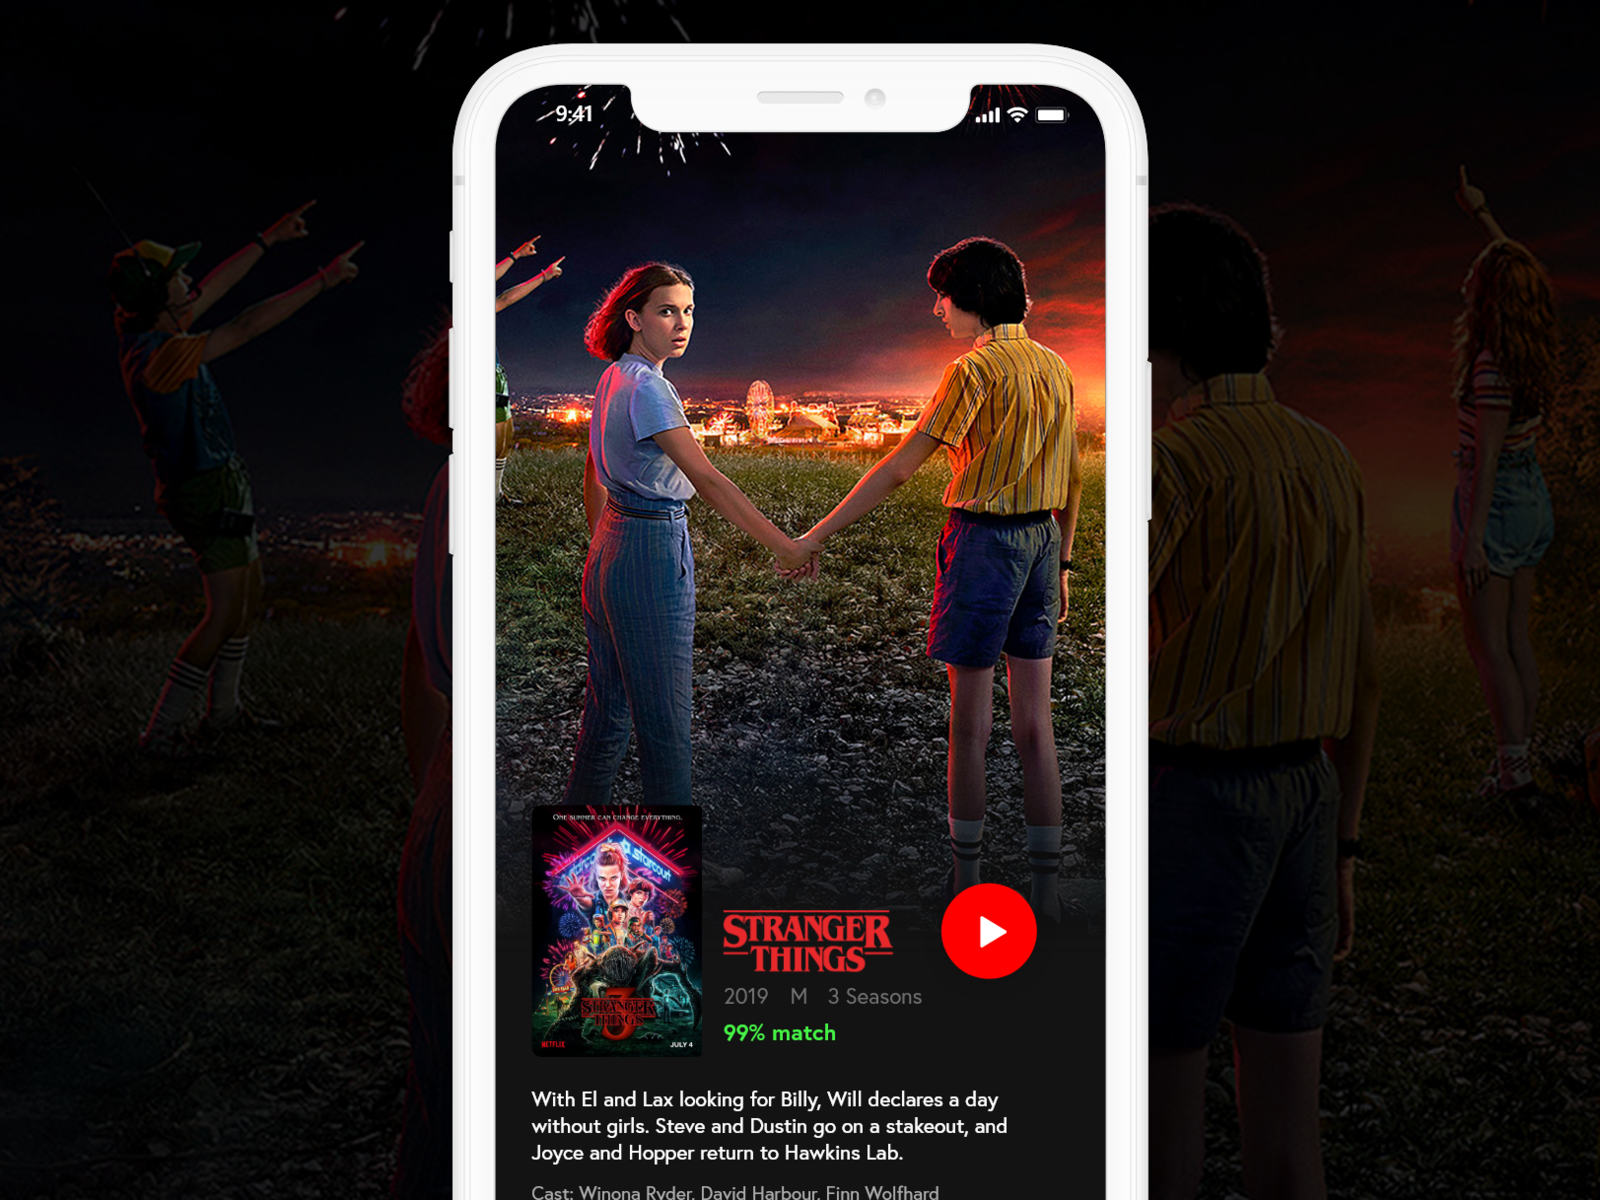 9:41
ONE SUMMER CAN CHANGE EVERYTHING.
starcourt
STRANGER
THINGS
3
NETFLIX
JULY 4
STRANGER
THINGS
2019 M 3 Seasons
99% match
With El and Lax looking for Billy, Will declares a day
without girls. Steve and Dustin go on a stakeout, and
Joyce and Hopper return to Hawkins Lab.
Cast: Winona Ryder, David Harbour, Finn Wolfhard